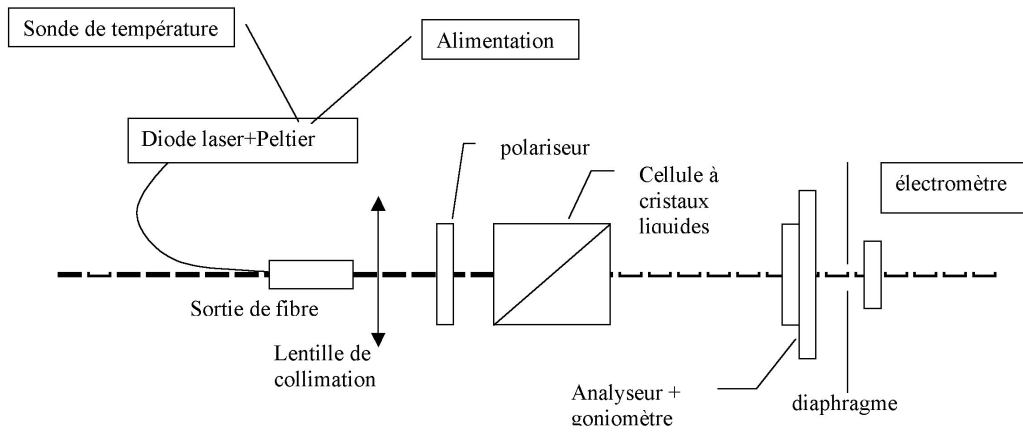 Sonde de température
Alimentation
Diode laser+Peltier
polariseur
Cellule à
cristaux
liquides
électromètre
Sortie de fibre
Lentille de
collimation
Analyseur +
goniomètre
diaphragme